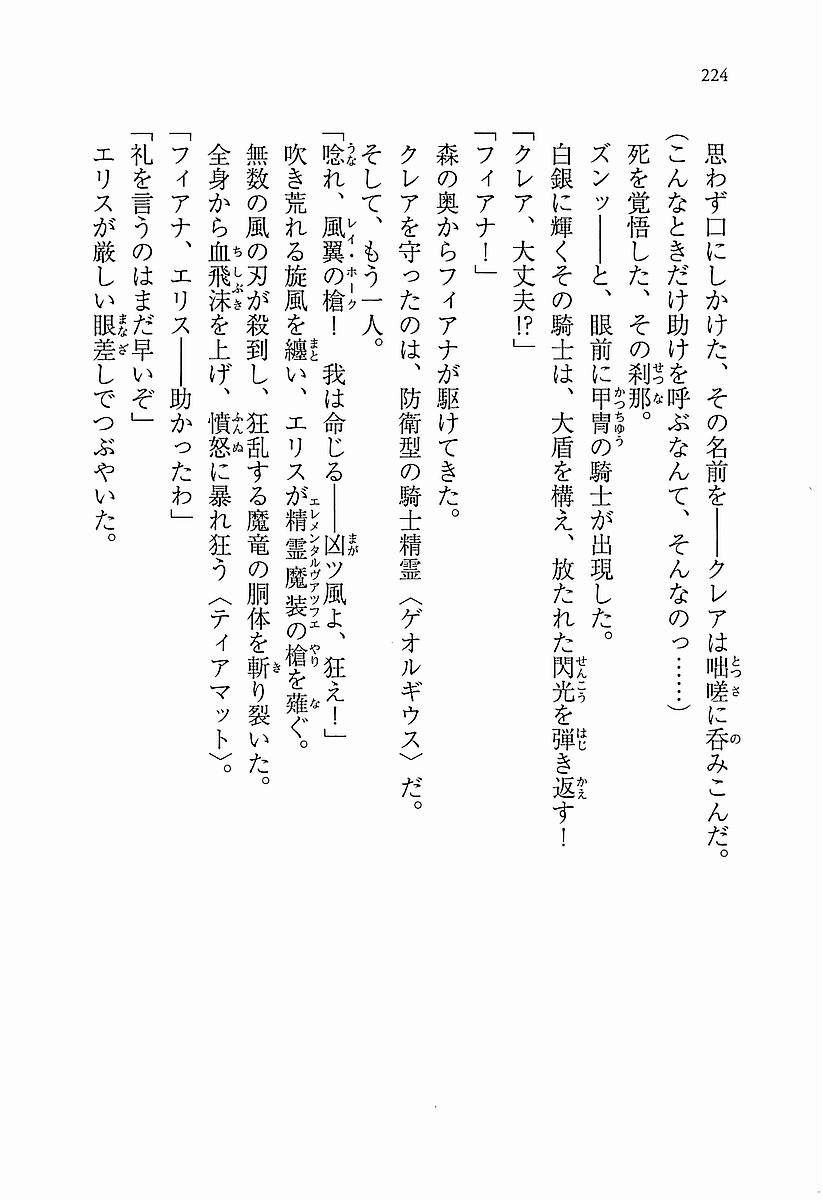 224
思わず口にしかけた、その名前を――クレアは咄嗟に呑みこんだ。
(こんなときだけ助けを呼ぶなんて、そんなのっ……)
死を覚悟した、その刹那。
ズンッ――と、眼前に甲冑の騎士が出現した。
白銀に輝くその騎士は、大盾を構え、放たれた閃光を弾き返す!
「クレア、大丈夫!?」
「フィアナ!」
森の奥からフィアナが駆けてきた。
クレアを守ったのは、防衛型の騎士精霊〈ゲオルギウス〉だ。
そして、もう一人。
「唸れ、風翼の槍! 我は命じる――凶ツ風よ、狂え!」
吹き荒れる旋風を纏い、エリスが精霊魔装の槍を薙ぐ。
無数の風の刃が殺到し、狂乱する魔竜の胴体を斬り裂いた。
全身から血飛沫を上げ、憤怒に暴れ狂う〈ティアマット〉。
「フィアナ、エリス――助かったわ」
「礼を言うのはまだ早いぞ」
エリスが厳しい眼差しでつぶやいた。